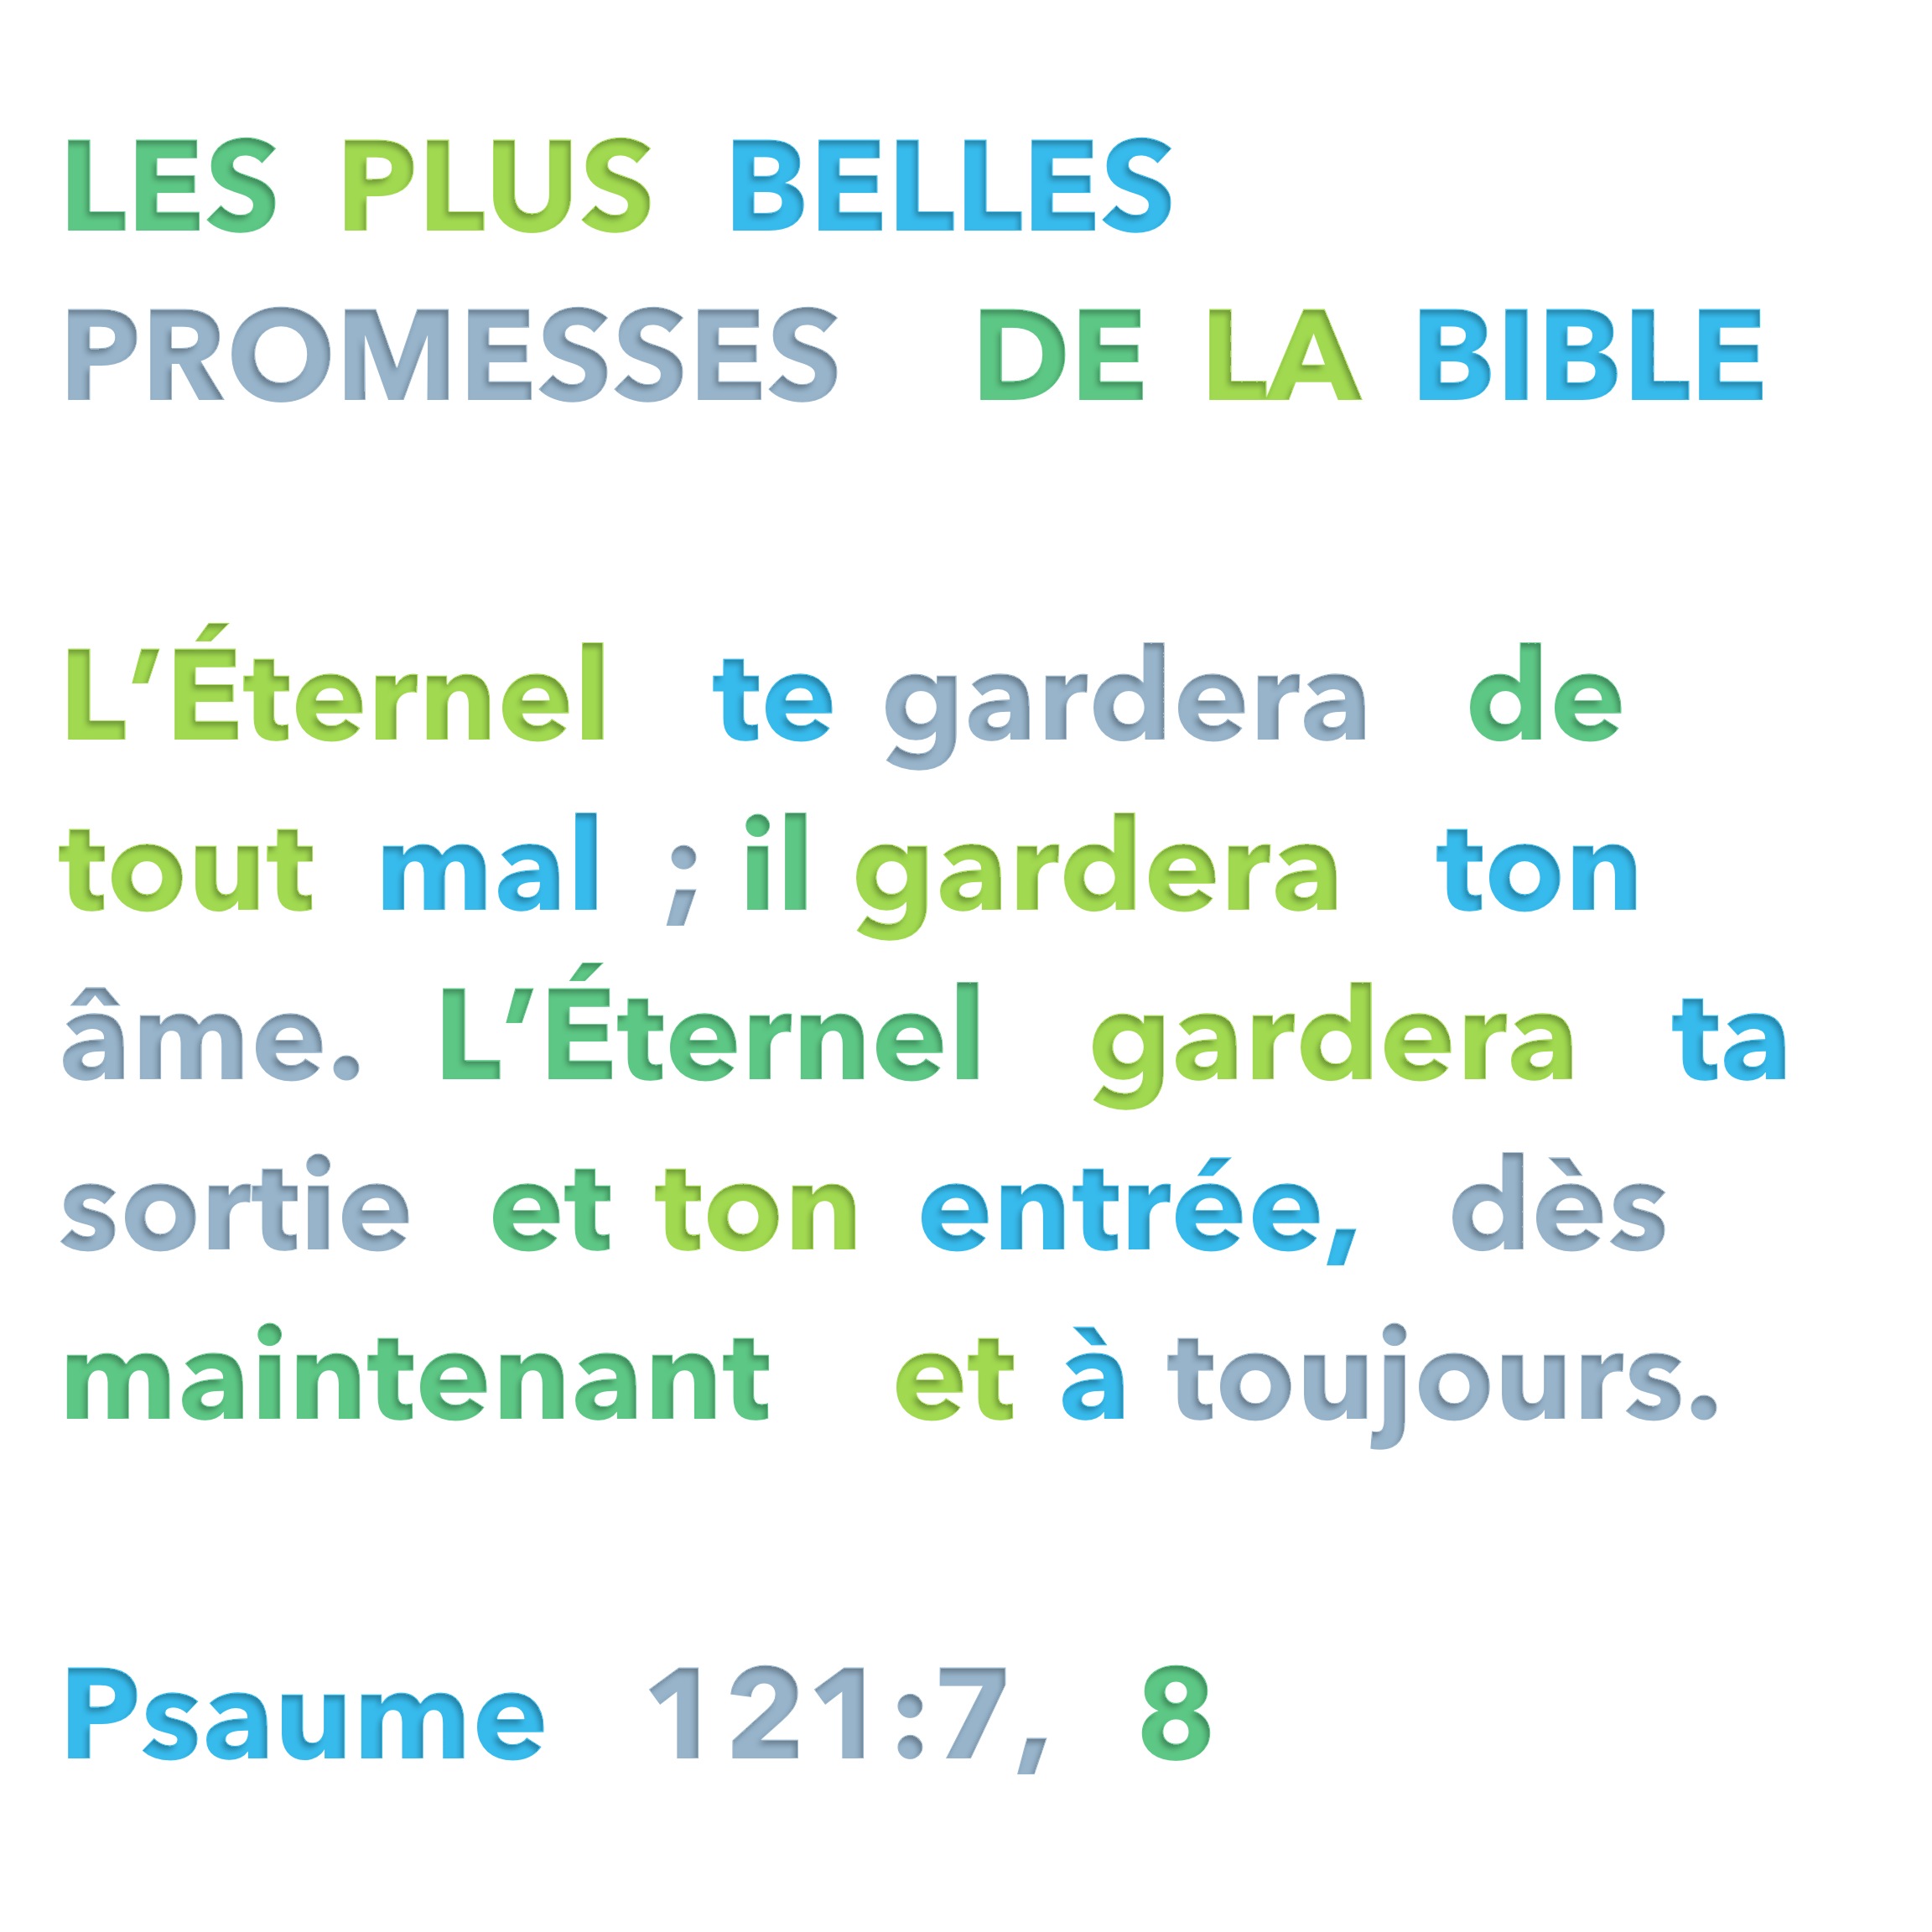 LES PLUS BELLES
PROMESSES DE LA BIBLE
L’Éternel te gardera de
tout mal ; il gardera ton
âme. L’Éternel gardera ta
sortie et ton entrée, dès
maintenant et à toujours.
Psaume 121:7, 8